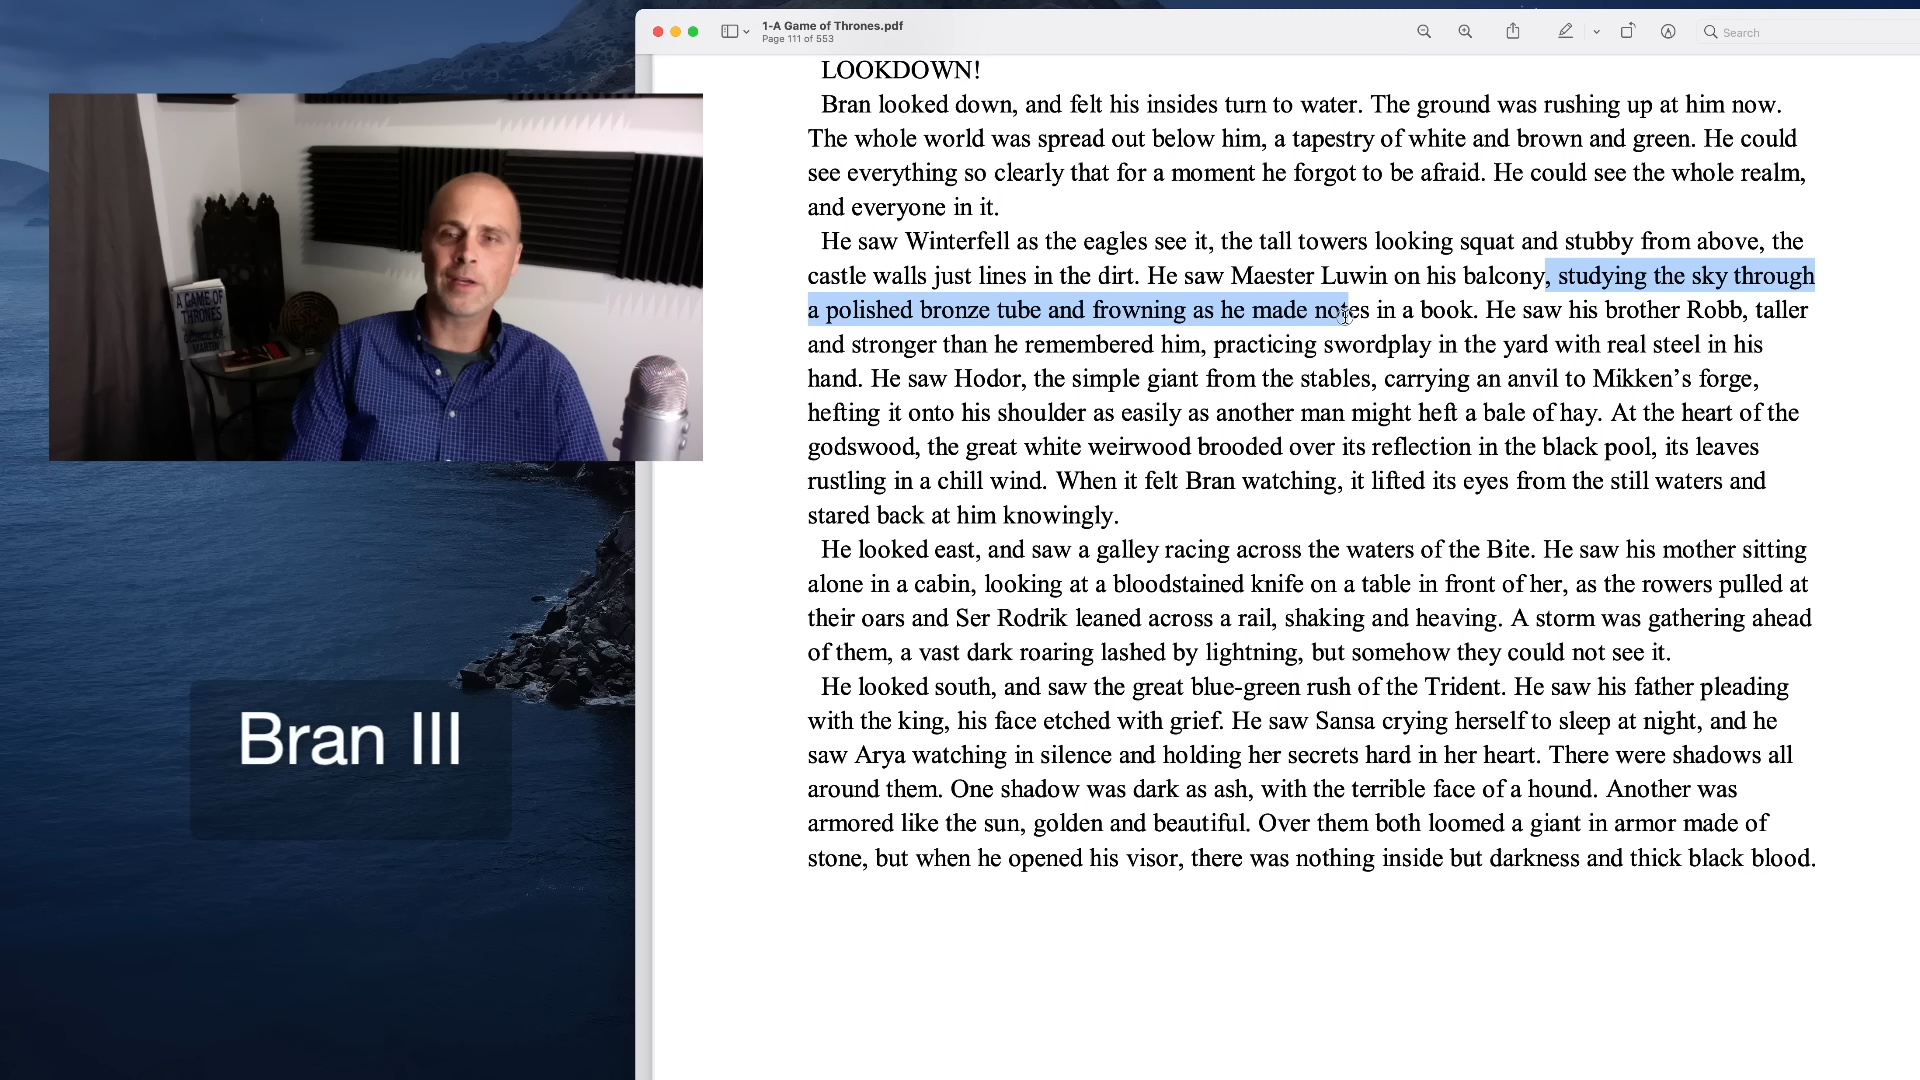 1-A Game of Thrones.pdf
Page 111 of 553
Search
A GAME OF
THRONES
GEORGE R R
MARTIN
Bran III
LOOKDOWN!
Bran looked down, and felt his insides turn to water. The ground was rushing up at him now.
The whole world was spread out below him, a tapestry of white and brown and green. He could
see everything so clearly that for a moment he forgot to be afraid. He could see the whole realm,
and everyone in it.
He saw Winterfell as the eagles see it, the tall towers looking squat and stubby from above, the
castle walls just lines in the dirt. He saw Maester Luwin on his balcony, studying the sky through
a polished bronze tube and frowning as he made notes in a book. He saw his brother Robb, taller
and stronger than he remembered him, practicing swordplay in the yard with real steel in his
hand. He saw Hodor, the simple giant from the stables, carrying an anvil to Mikken’s forge,
hefting it onto his shoulder as easily as another man might heft a bale of hay. At the heart of the
godswood, the great white weirwood brooded over its reflection in the black pool, its leaves
rustling in a chill wind. When it felt Bran watching, it lifted its eyes from the still waters and
stared back at him knowingly.
He looked east, and saw a galley racing across the waters of the Bite. He saw his mother sitting
alone in a cabin, looking at a bloodstained knife on a table in front of her, as the rowers pulled at
their oars and Ser Rodrik leaned across a rail, shaking and heaving. A storm was gathering ahead
of them, a vast dark roaring lashed by lightning, but somehow they could not see it.
He looked south, and saw the great blue-green rush of the Trident. He saw his father pleading
with the king, his face etched with grief. He saw Sansa crying herself to sleep at night, and he
saw Arya watching in silence and holding her secrets hard in her heart. There were shadows all
around them. One shadow was dark as ash, with the terrible face of a hound. Another was
armored like the sun, golden and beautiful. Over them both loomed a giant in armor made of
stone, but when he opened his visor, there was nothing inside but darkness and thick black blood.